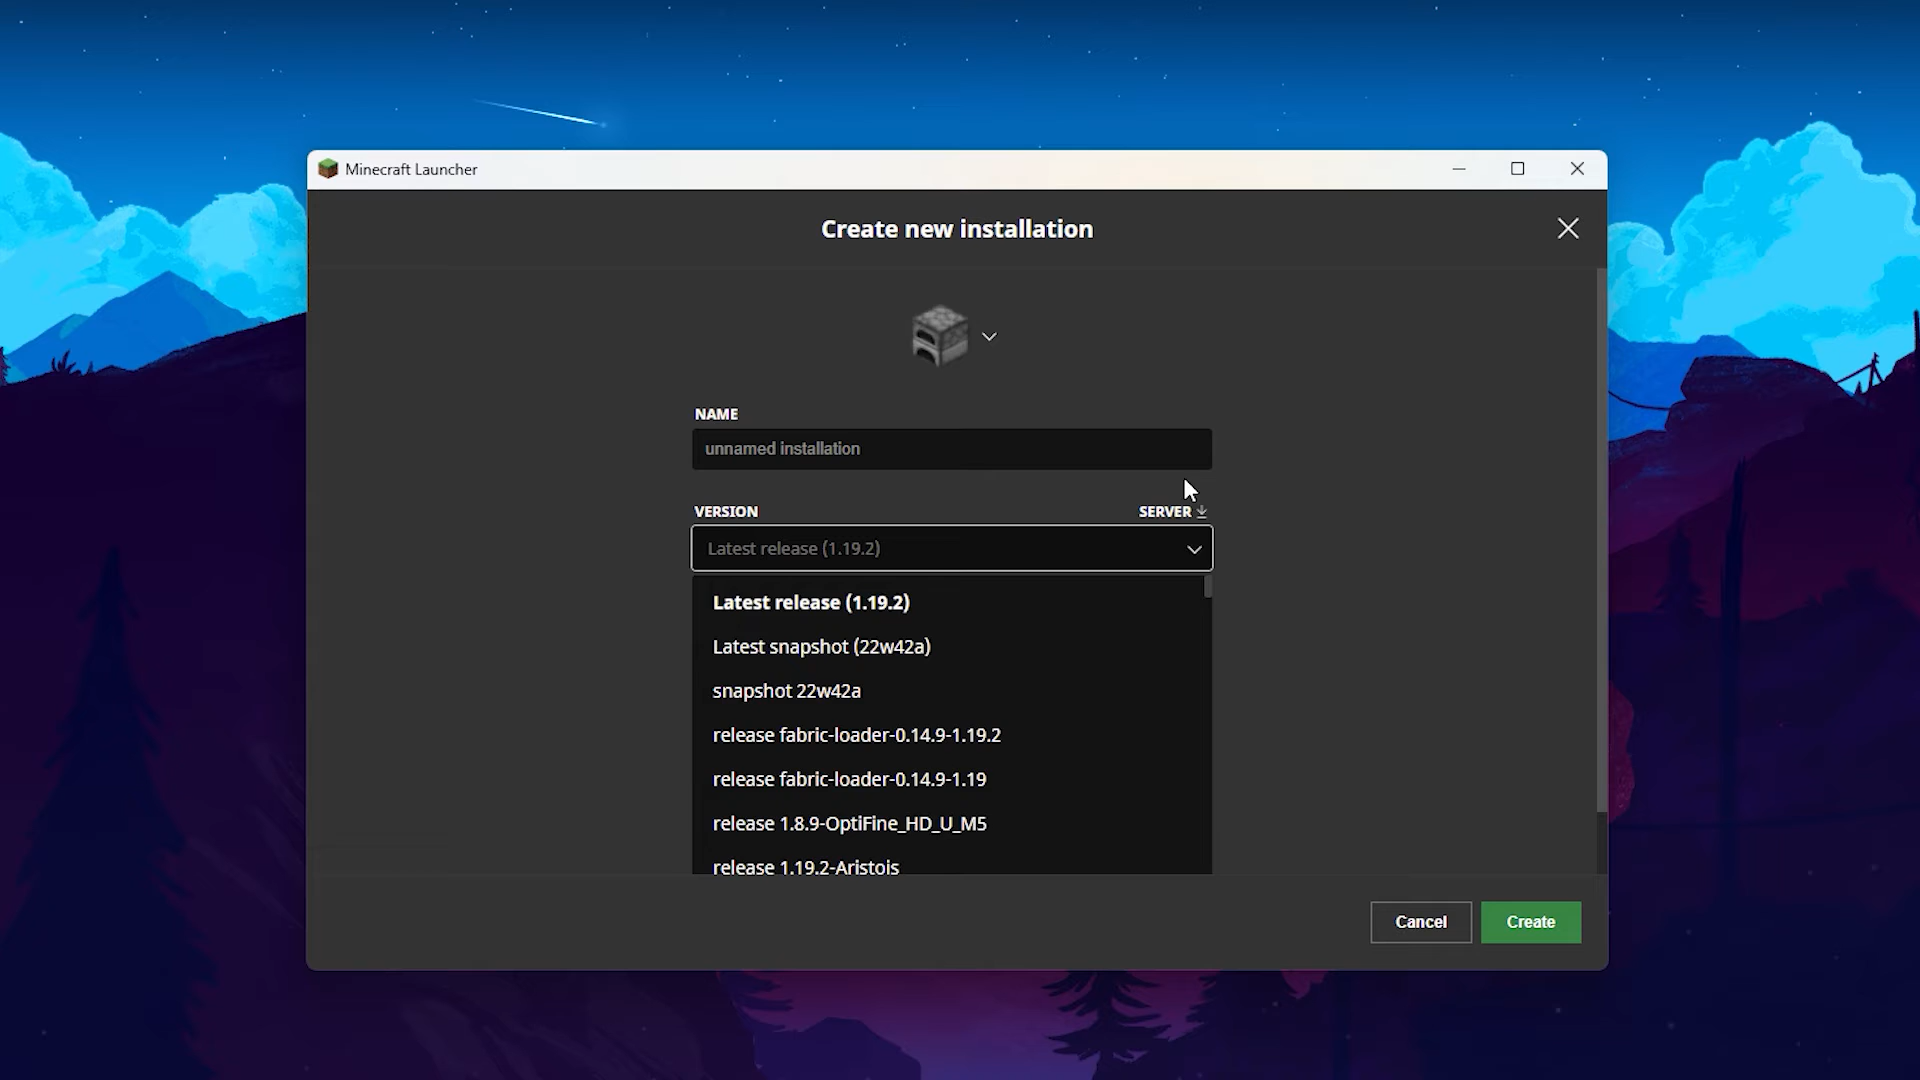 Minecraft Launcher
Create new installation
NAME
unnamed installation
VERSION
SERVER
Latest release (1.19.2)
Latest release (1.19.2)
Latest snapshot (22w42a)
snapshot 22w42a
release fabric-loader-0.14.9-1.19.2
release fabric-loader-0.14.9-1.19
release 1.8.9-OptiFine_HD_U_M5
release 1.19.2-Aristois
Cancel
Create